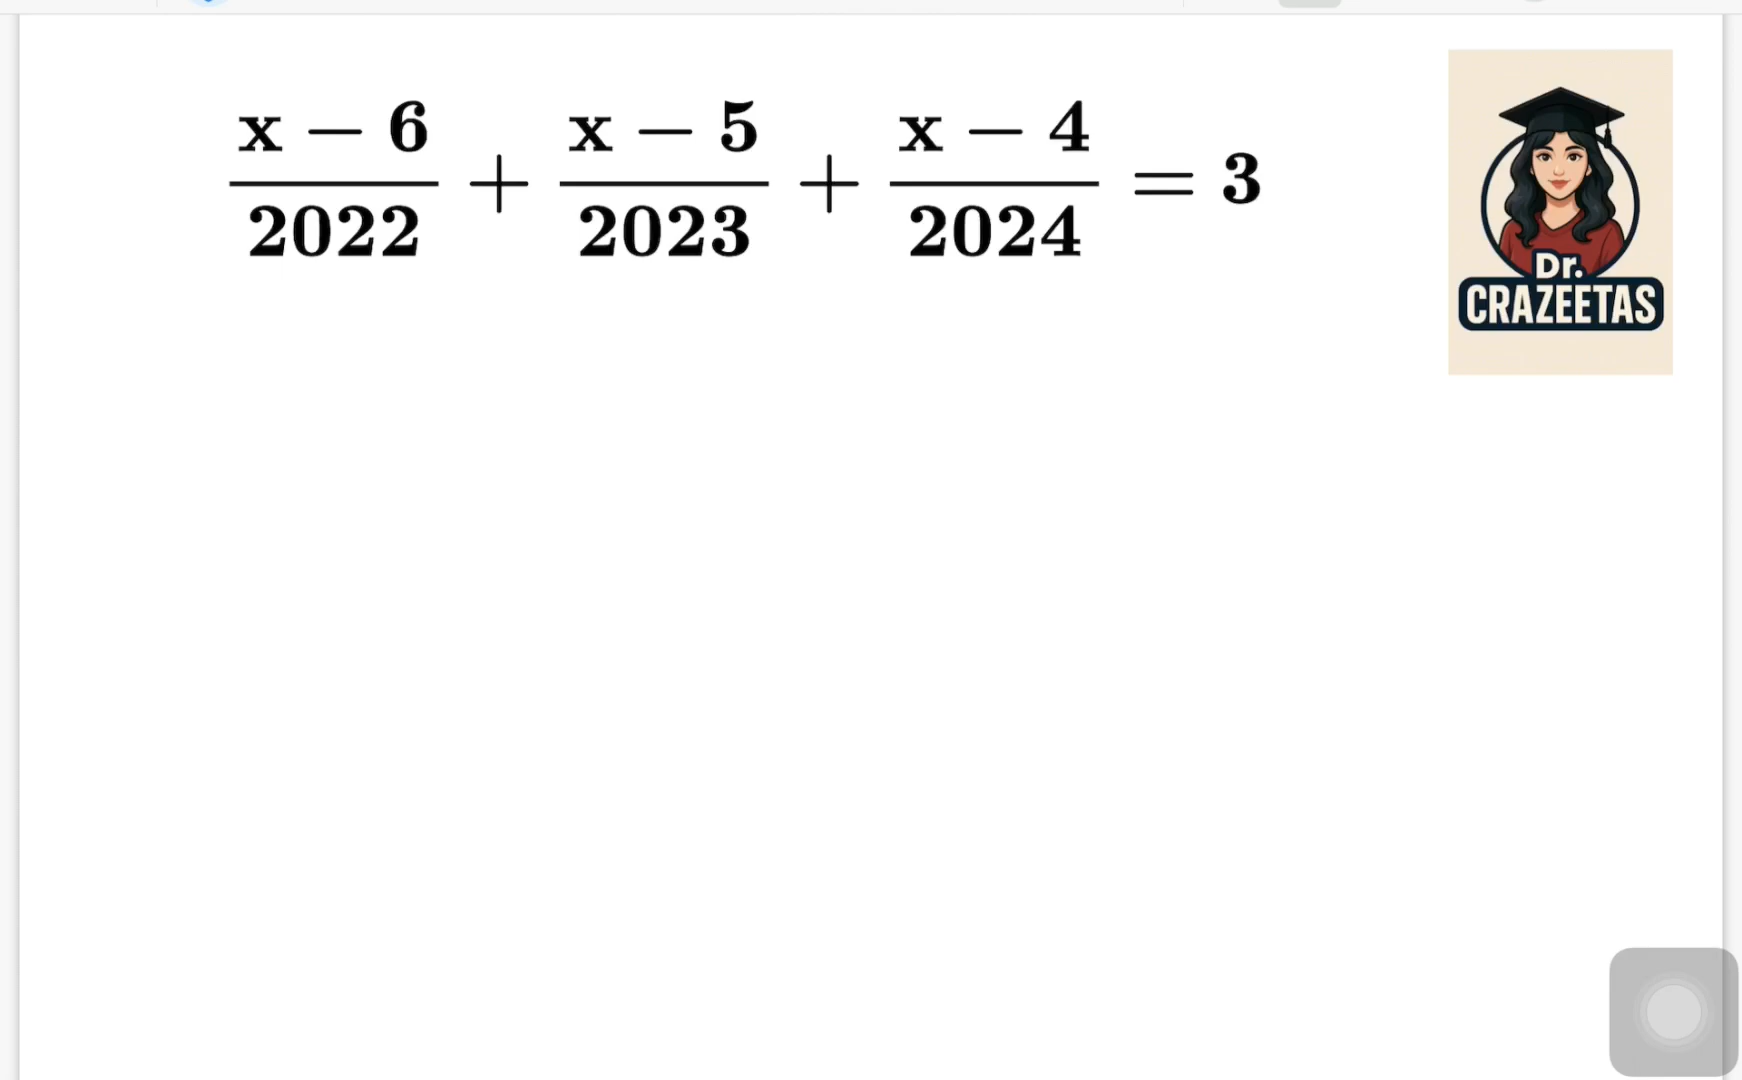 x − 6/2022 + x − 5/2023 + x − 4/2024 = 3
Dr.
CRAZEETAS